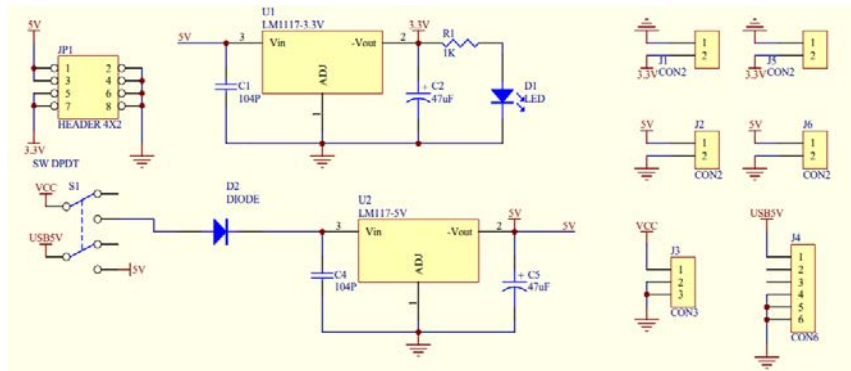 5V
JP1
1 2
3 4
5 6
7 8
HEADER 4X2
3.3V
U1
LM1117-3.3V
5V
3 Vin -Vout 2
ADJ
1
C1
104P
3.3V
C2
47uF
R1
1K
D1
LED
1
2
J1
CON2
3.3V
1
2
J5
CON2
3.3V
5V
J2
1
2
CON2
5V
J6
1
2
CON2
SW DPDT
VCC
S1
USB5V
5V
D2
DIODE
U2
LM117-5V
3 Vin -Vout 2
ADJ
1
C4
104P
5V
5V
C5
47uF
VCC
J3
1
2
3
CON3
USB5V
J4
1
2
3
4
5
6
CON6